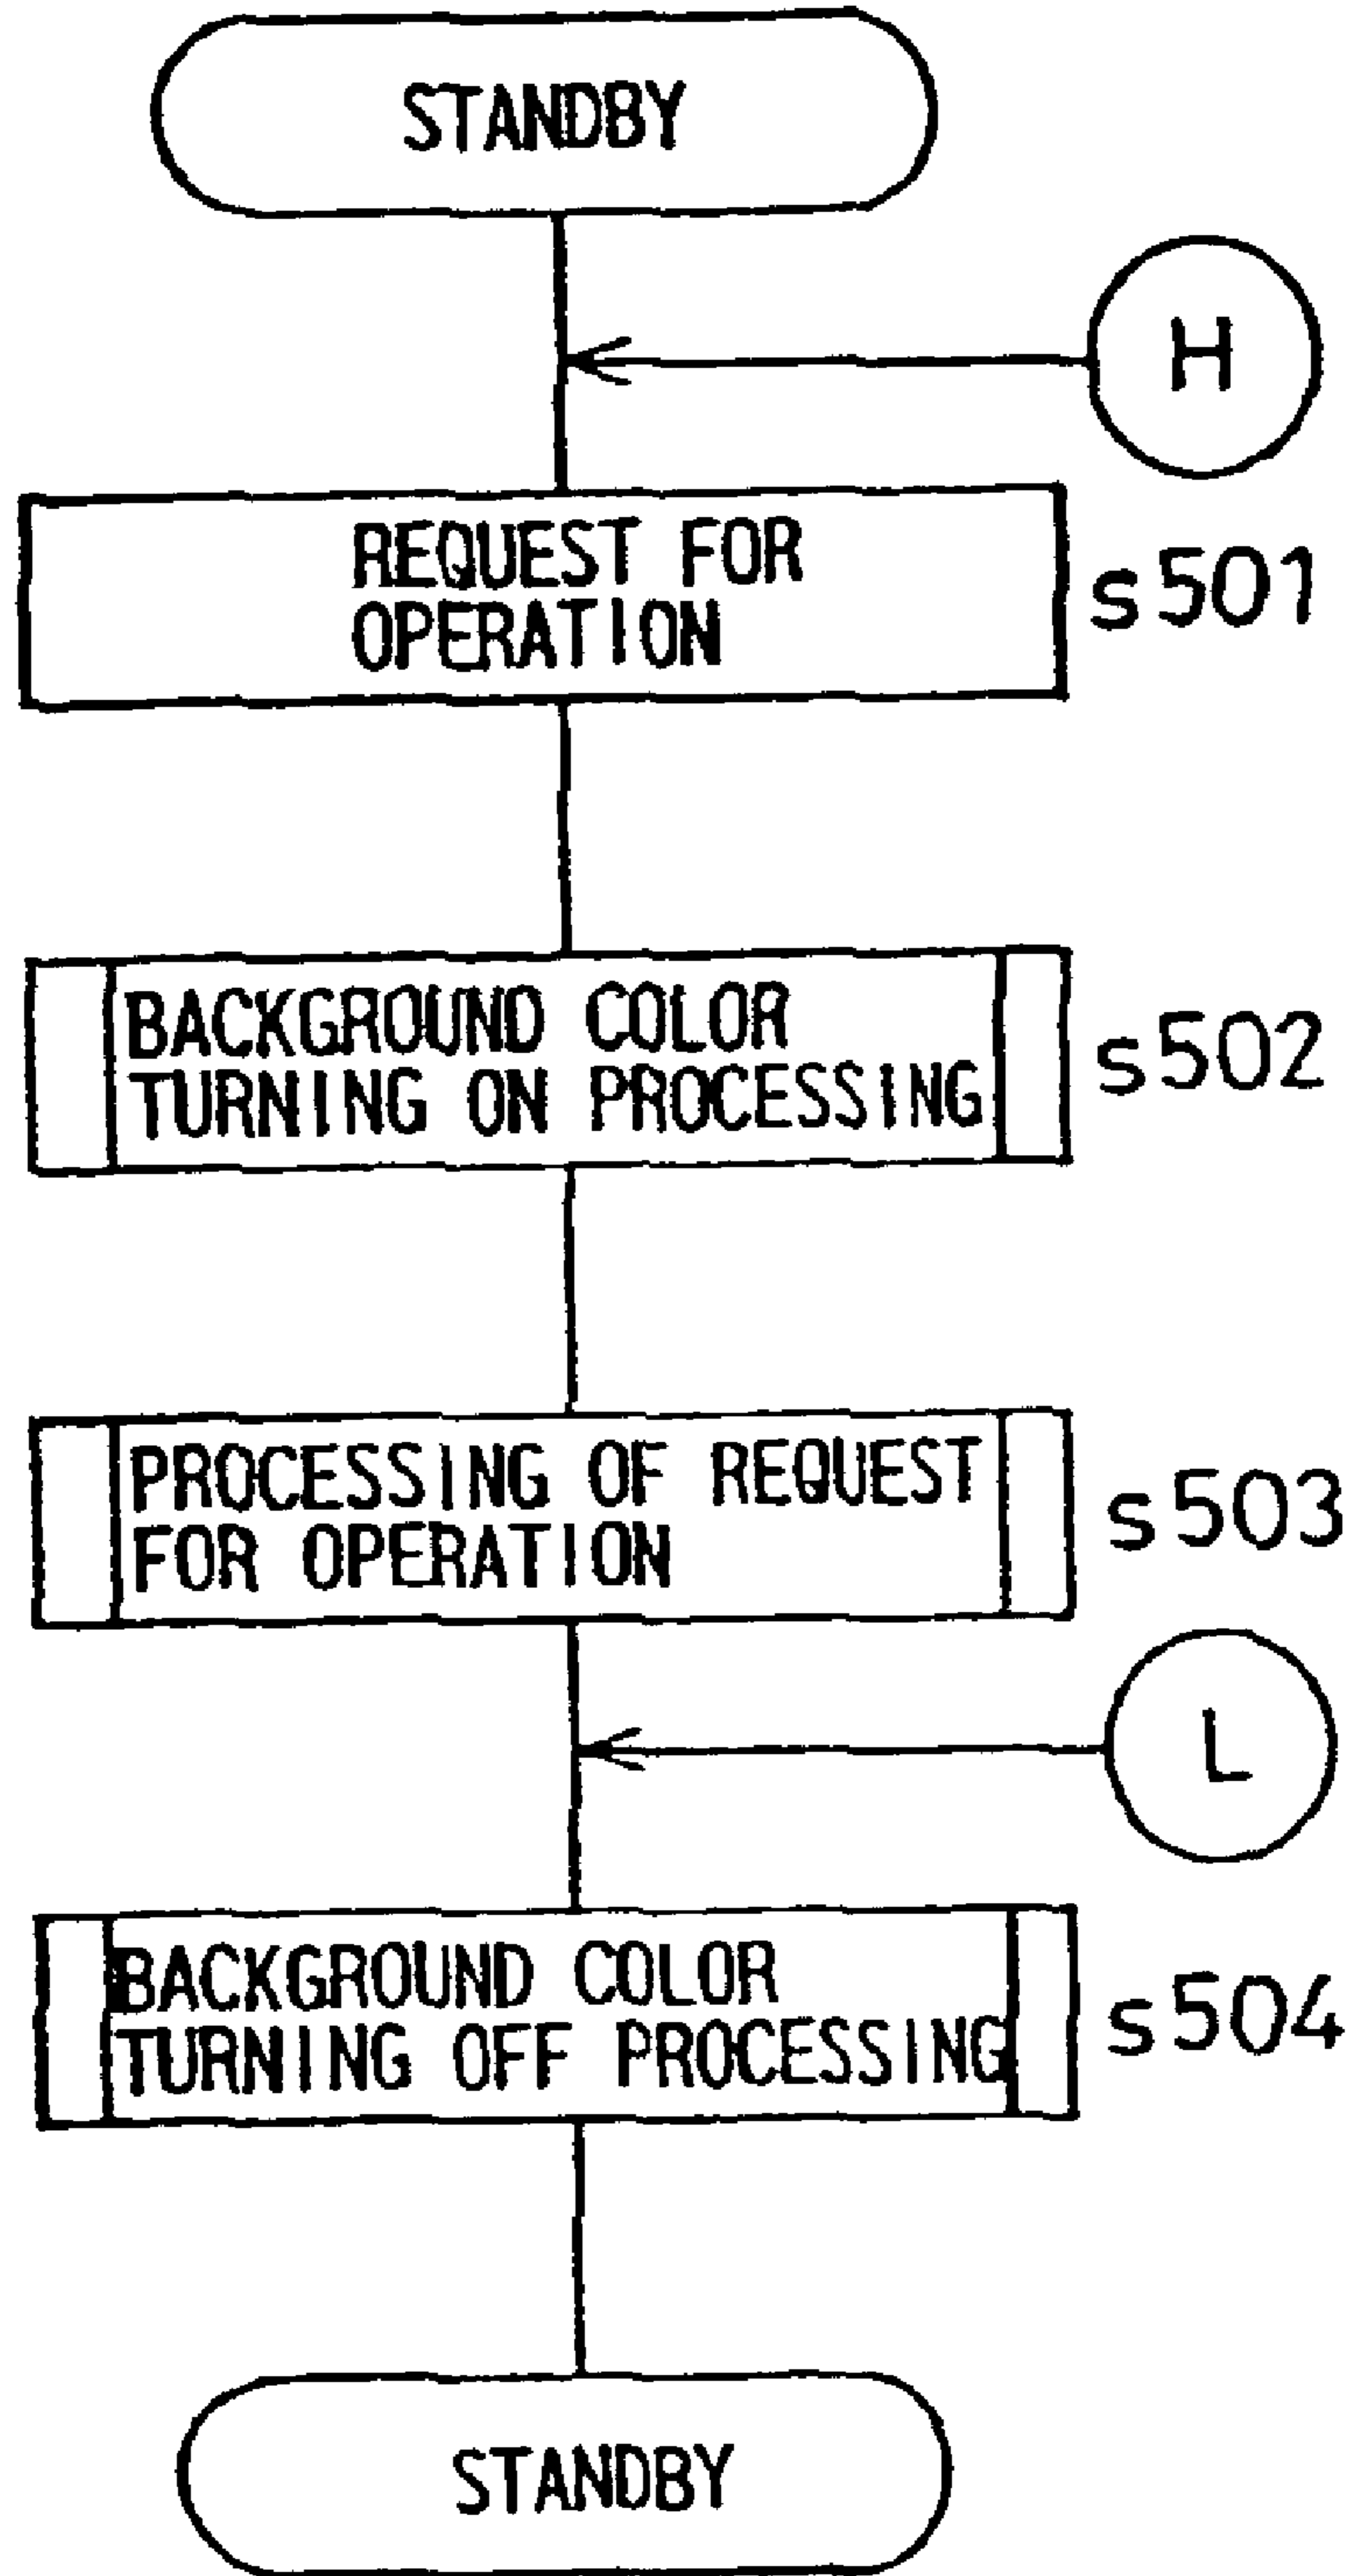 STANDBY
H
REQUEST FOR
OPERATION
s501
BACKGROUND COLOR
TURNING ON PROCESSING
s502
PROCESSING OF REQUEST
FOR OPERATION
s503
L
BACKGROUND COLOR
TURNING OFF PROCESSING
s504
STANDBY